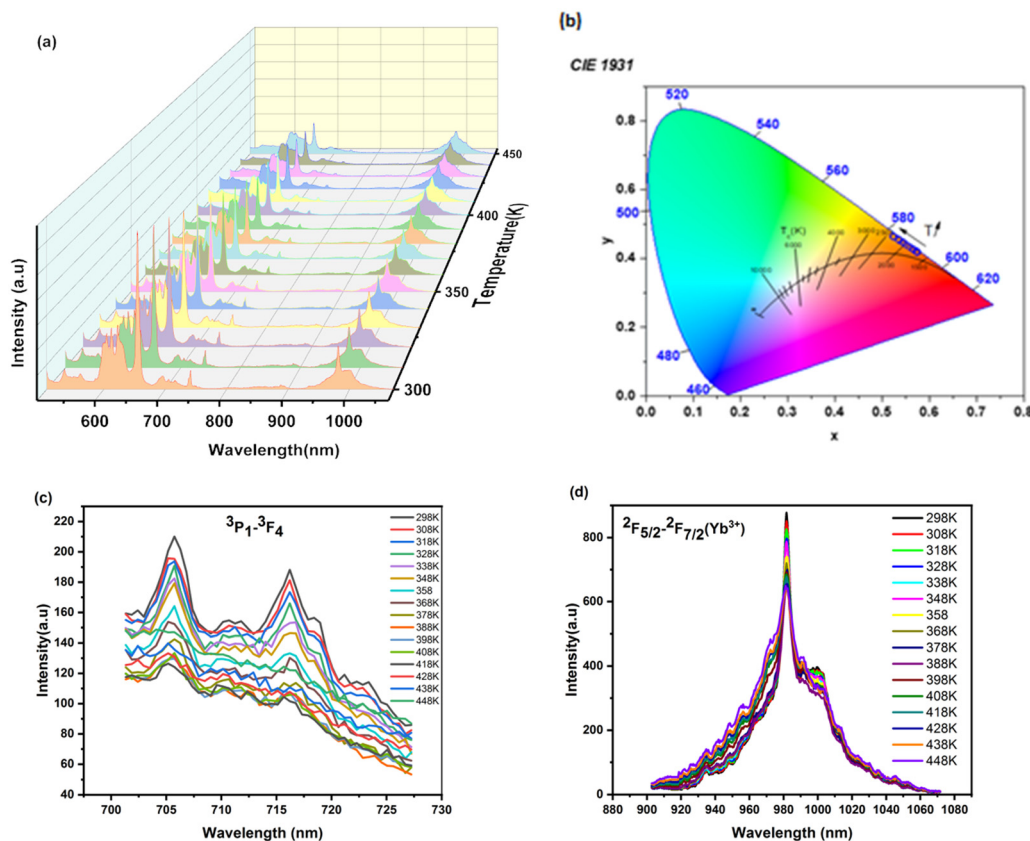 (a)
Intensity (a.u)
600 700 800 900 1000
Wavelength(nm)
300
350
400
450
Temperature(K)
(b)
CIE 1931
0.8
0.6
0.4
0.2
0.0
y
0.0 0.1 0.2 0.3 0.4 0.5 0.6 0.7 0.8
x
520
540
560
500
580
T
600
620
480
460
4000
10000
(c)
³P₁-³F₄
220
200
180
160
140
120
100
80
60
40
Intensity(a.u)
700 705 710 715 720 725 730
Wavelength (nm)
298K
308K
318K
328K
338K
348K
358
368K
378K
388K
398K
408K
418K
428K
438K
448K
(d)
²F₅/₂-²F₇/₂(Yb³⁺)
800
600
400
200
0
Intensity(a.u)
880 900 920 940 960 980 1000 1020 1040 1060 1080
Wavelength (nm)
298K
308K
318K
328K
338K
348K
358
368K
378K
388K
398K
408K
418K
428K
438K
448K